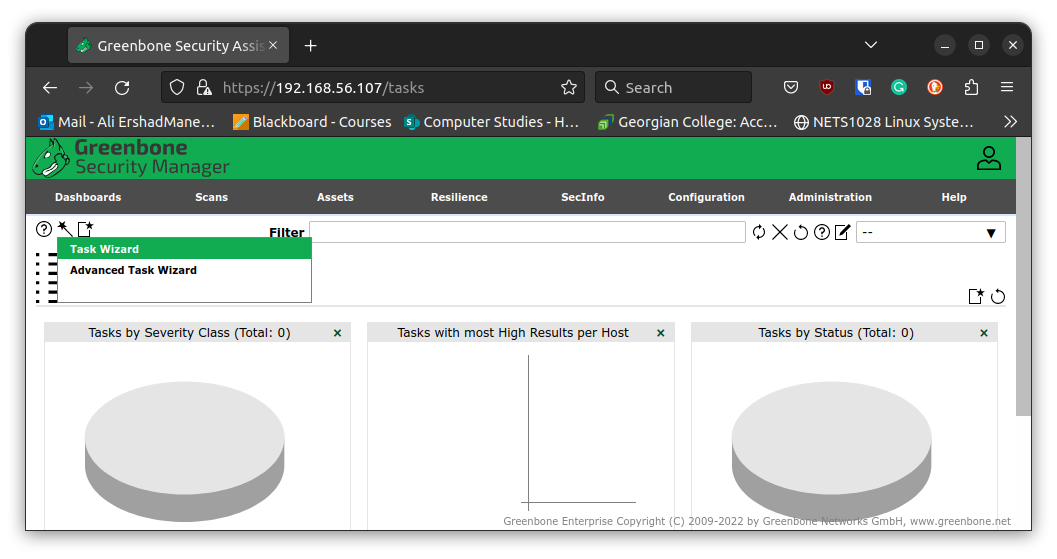 Greenbone Security Assis
https://192.168.56.107/tasks
Search
Mail - Ali ErshadMane...
Blackboard - Courses
Computer Studies - H...
Georgian College: Acc...
NETS1028 Linux Syste...
Greenbone
Security Manager
Dashboards
Scans
Assets
Resilience
SecInfo
Configuration
Administration
Help
Filter
--
Task Wizard
Advanced Task Wizard
Tasks by Severity Class (Total: 0)
Tasks with most High Results per Host
Tasks by Status (Total: 0)
Greenbone Enterprise Copyright (C) 2009-2022 by Greenbone Networks GmbH, www.greenbone.net